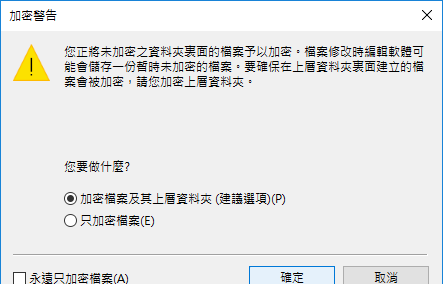 加密警告
您正將未加密之資料夾裏面的檔案予以加密。檔案修改時編輯軟體可
能會儲存一份暫時未加密的檔案。要確保在上層資料夾裏面建立的檔
案會被加密，請您加密上層資料夾。
您要做什麼?
加密檔案及其上層資料夾 (建議選項)(P)
只加密檔案(E)
永遠只加密檔案(A)
確定
取消